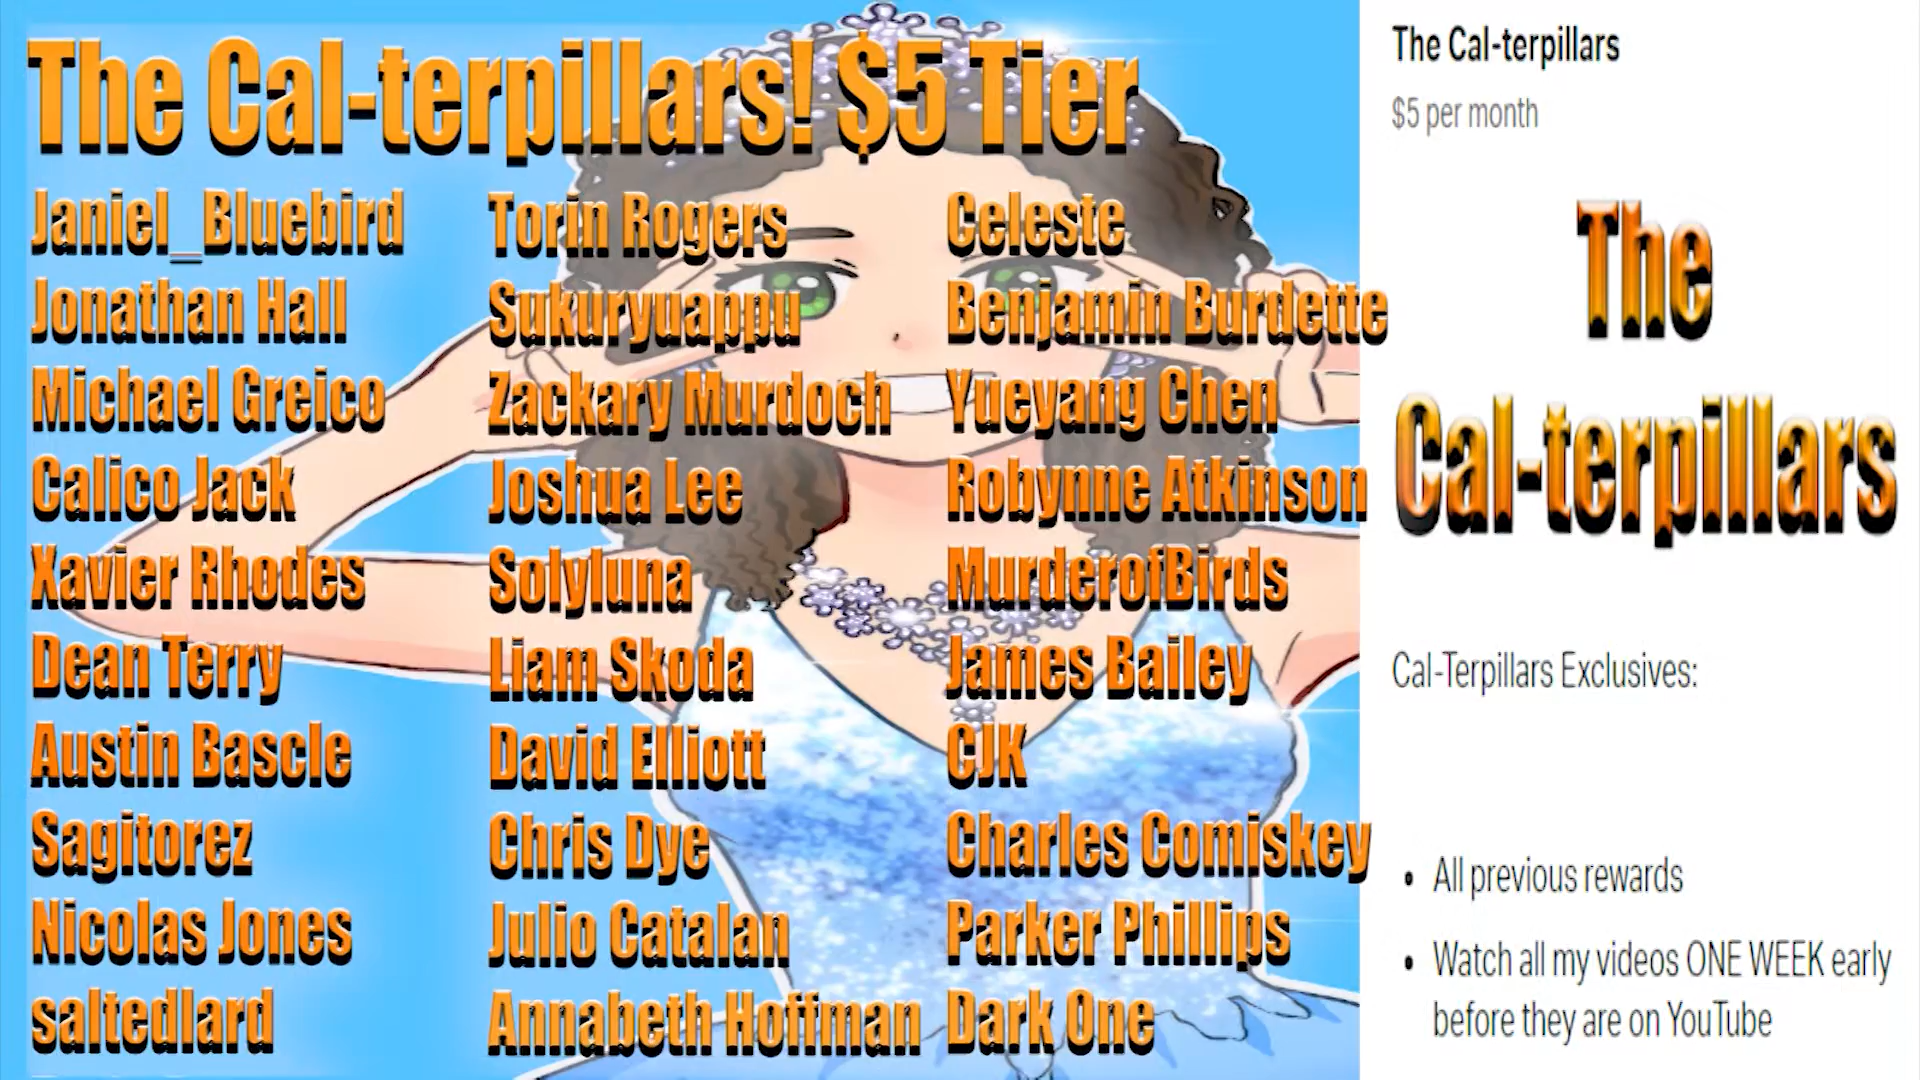 The Cal-terpillars! $5 Tier
Janiel_Bluebird
Jonathan Hall
Michael Greico
Calico Jack
Xavier Rhodes
Dean Terry
Austin Bascle
Sagitorez
Nicolas Jones
saltedlard
Torin Rogers
Sukuryuappu
Zackary Murdoch
Joshua Lee
Solyluna
Liam Skoda
David Elliott
Chris Dye
Julio Catalan
Annabeth Hoffman
Celeste
Benjamin Burdette
Yueyang Chen
Robynne Atkinson
MurderofBirds
James Bailey
CJK
Charles Comiskey
Parker Phillips
Dark One
The Cal-terpillars
$5 per month
The
Cal-terpillars
Cal-Terpillars Exclusives:
• All previous rewards
• Watch all my videos ONE WEEK early
before they are on YouTube